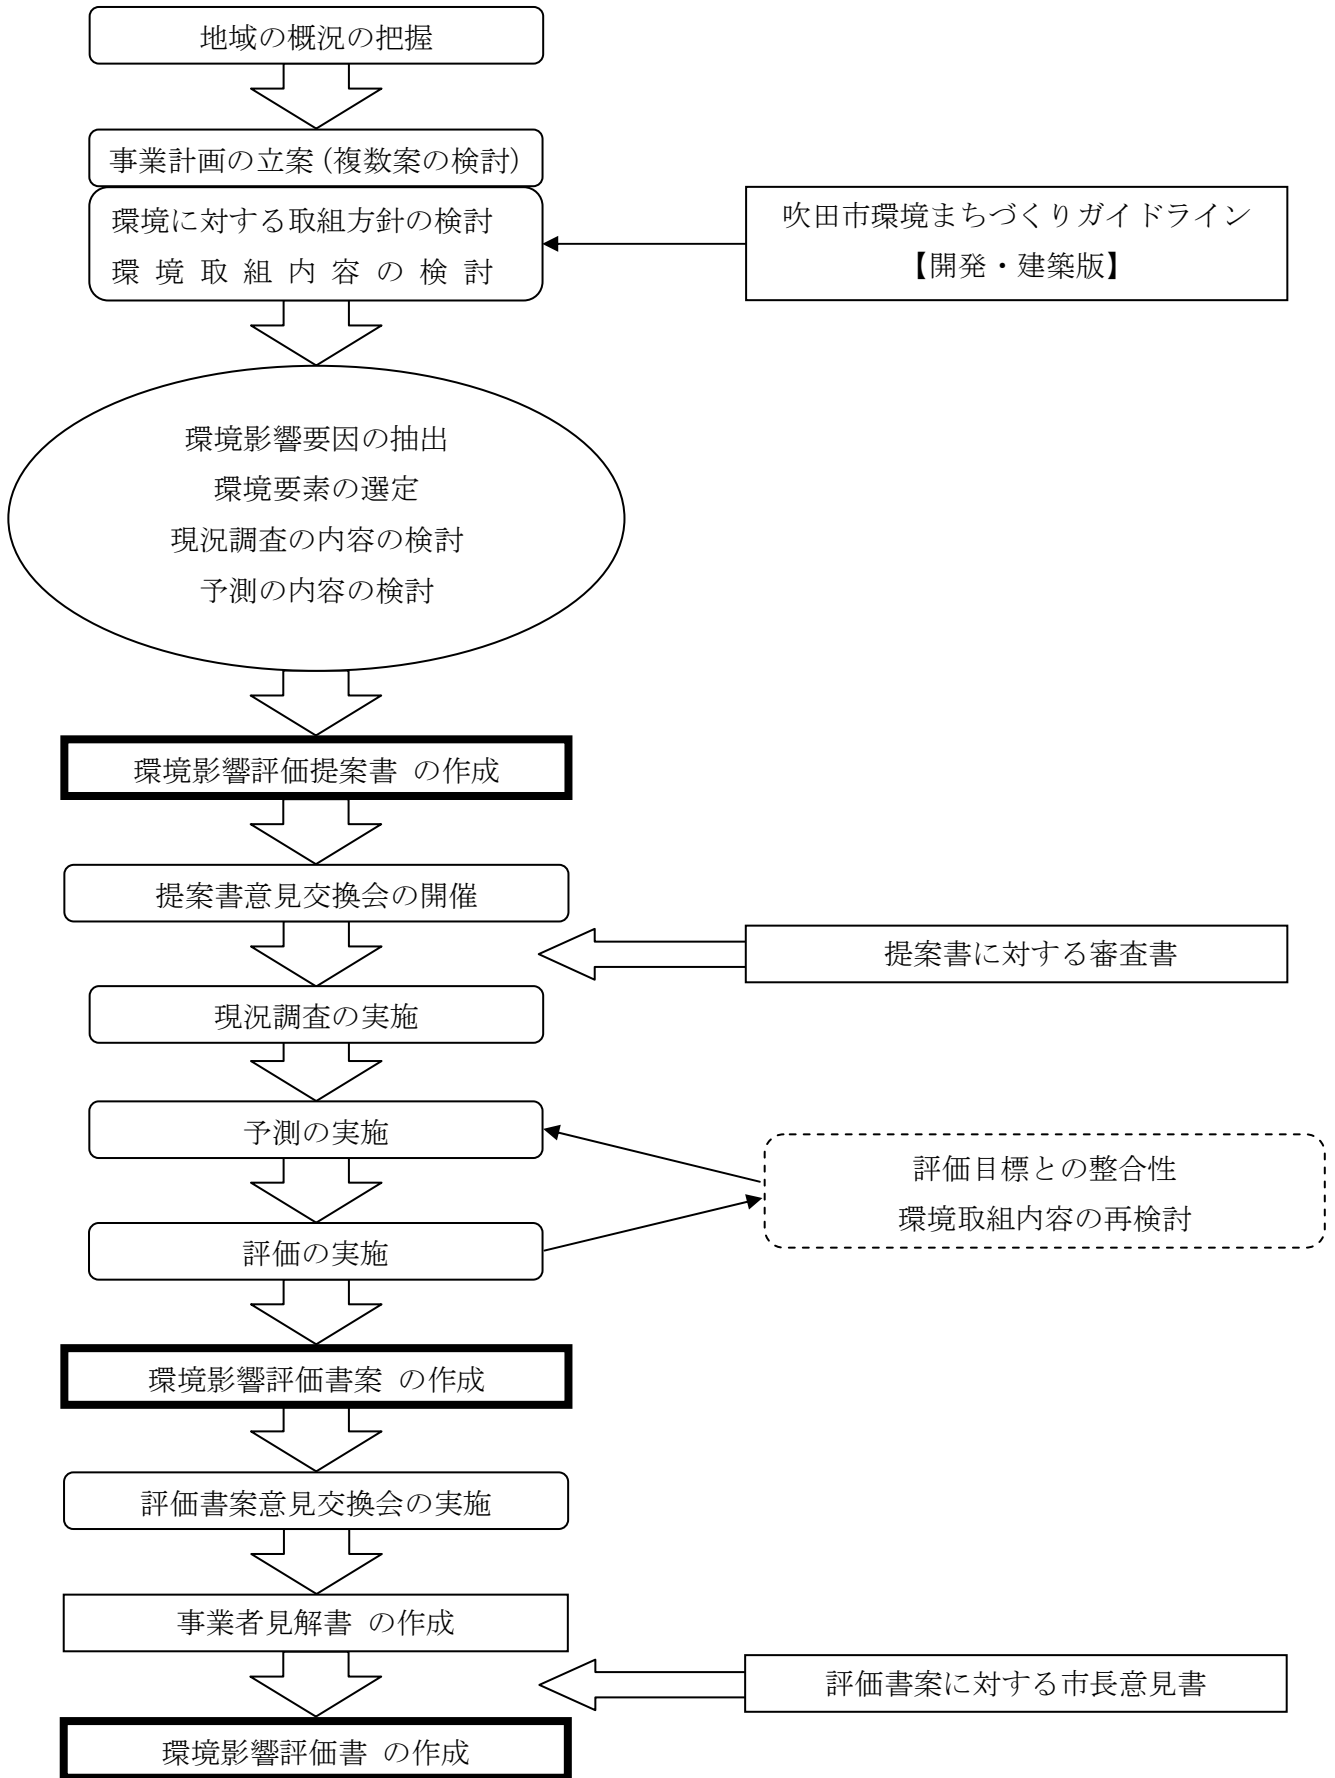 地域の概況の把握
事業計画の立案(複数案の検討)
環境に対する取組方針の検討
環境取組内容の検討
吹田市環境まちづくりガイドライン
【開発・建築版】
環境影響要因の抽出
環境要素の選定
現況調査の内容の検討
予測の内容の検討
環境影響評価提案書 の作成
提案書意見交換会の開催
提案書に対する審査書
現況調査の実施
予測の実施
評価目標との整合性
環境取組内容の再検討
評価の実施
環境影響評価書案 の作成
評価書案意見交換会の実施
事業者見解書 の作成
評価書案に対する市長意見書
環境影響評価書 の作成